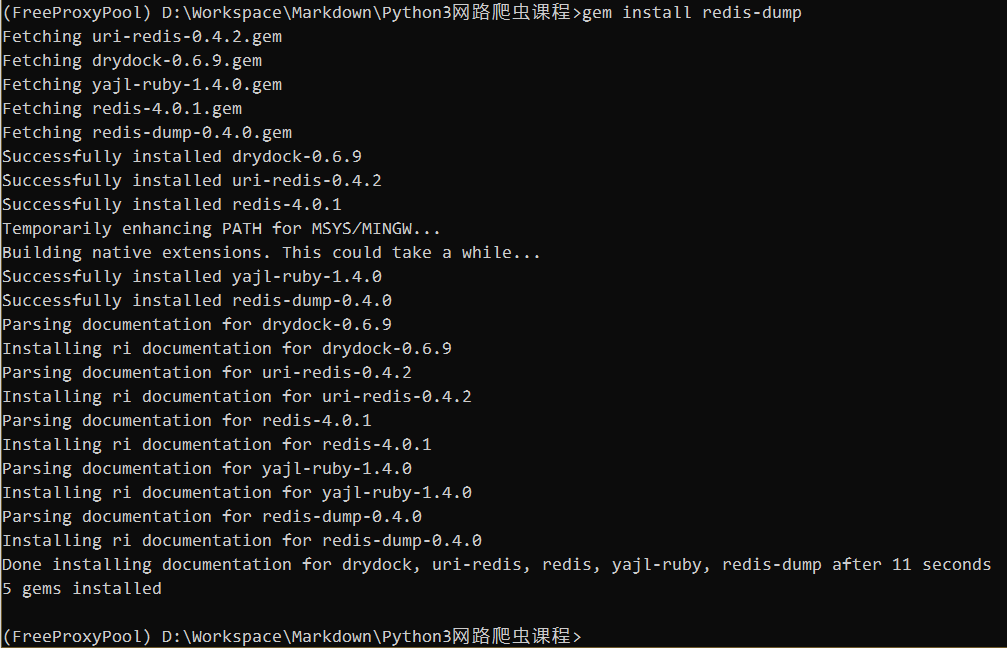 (FreeProxyPool) D:\Workspace\Markdown\Python3网路爬虫课程>gem install redis-dump
Fetching uri-redis-0.4.2.gem
Fetching drydock-0.6.9.gem
Fetching yajl-ruby-1.4.0.gem
Fetching redis-4.0.1.gem
Fetching redis-dump-0.4.0.gem
Successfully installed drydock-0.6.9
Successfully installed uri-redis-0.4.2
Successfully installed redis-4.0.1
Temporarily enhancing PATH for MSYS/MINGW...
Building native extensions. This could take a while...
Successfully installed yajl-ruby-1.4.0
Successfully installed redis-dump-0.4.0
Parsing documentation for drydock-0.6.9
Installing ri documentation for drydock-0.6.9
Parsing documentation for uri-redis-0.4.2
Installing ri documentation for uri-redis-0.4.2
Parsing documentation for redis-4.0.1
Installing ri documentation for redis-4.0.1
Parsing documentation for yajl-ruby-1.4.0
Installing ri documentation for yajl-ruby-1.4.0
Parsing documentation for redis-dump-0.4.0
Installing ri documentation for redis-dump-0.4.0
Done installing documentation for drydock, uri-redis, redis, yajl-ruby, redis-dump after 11 seconds
5 gems installed
(FreeProxyPool) D:\Workspace\Markdown\Python3网路爬虫课程>